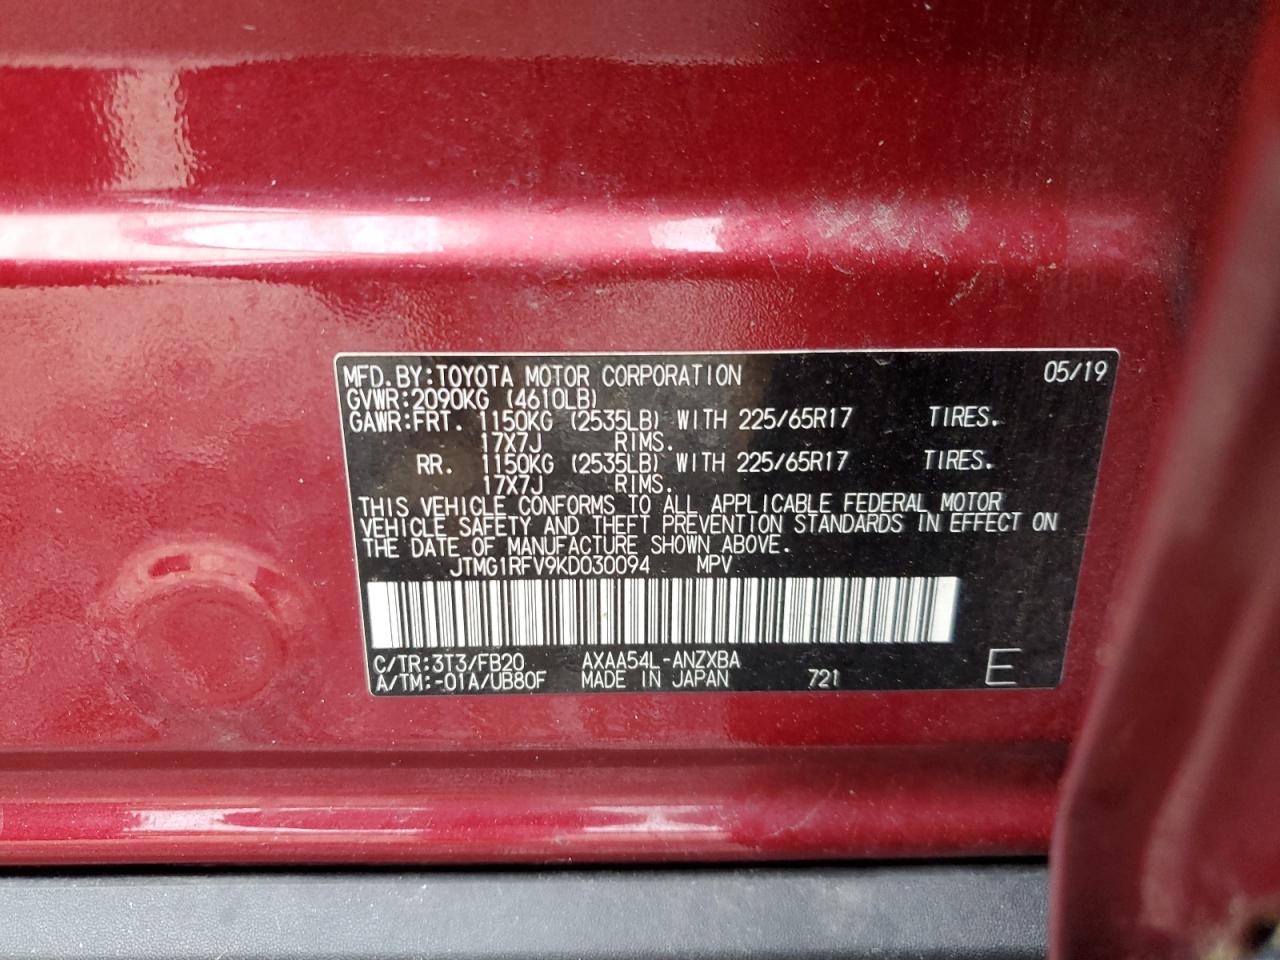 MFD.BY:TOYOTA MOTOR CORPORATION 05/19
GVWR:2090KG (4610LB)
GAWR:FRT. 1150KG (2535LB) WITH 225/65R17 TIRES.
17X7J RIMS.
RR. 1150KG (2535LB) WITH 225/65R17 TIRES.
17X7J RIMS.
THIS VEHICLE CONFORMS TO ALL APPLICABLE FEDERAL MOTOR
VEHICLE SAFETY AND THEFT PREVENTION STANDARDS IN EFFECT ON
THE DATE OF MANUFACTURE SHOWN ABOVE.
JTMG1RFV9KD030094 MPV
C/TR:3T3/FB20 AXAA54L-ANZXBA
A/TM:-01A/UB80F MADE IN JAPAN 721 E